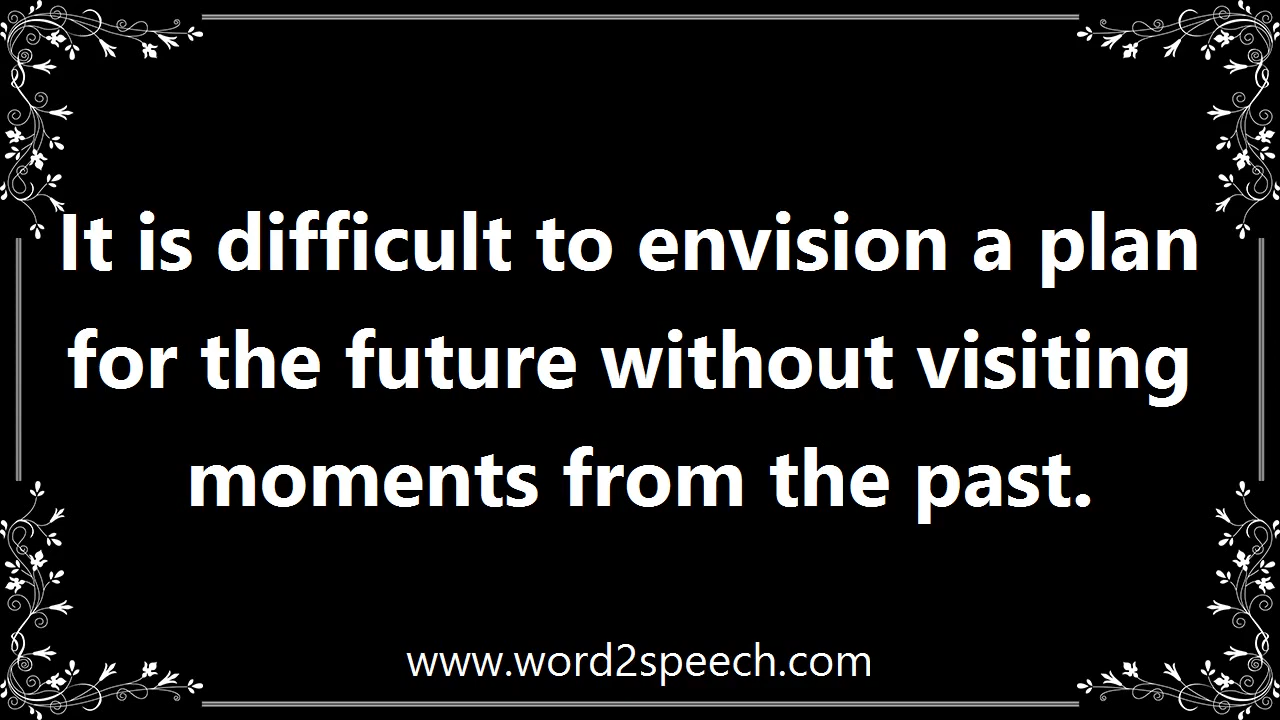 It is difficult to envision a plan
for the future without visiting
moments from the past.
www.word2speech.com